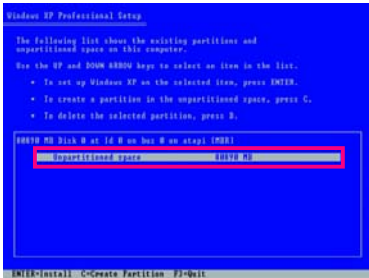 Windows XP Professional Setup
The following list shows the existing partitions and
unpartitioned space on this computer.
Use the UP and DOWN ARROW keys to select an item in the list.
• To set up Windows XP on the selected item, press ENTER.
• To create a partition in the unpartitioned space, press C.
• To delete the selected partition, press D.
MB Disk 0 at Id 0 on bus 0 on atapi [MBR]
Unpartitioned space MB
ENTER=Install C=Create Partition F3=Quit